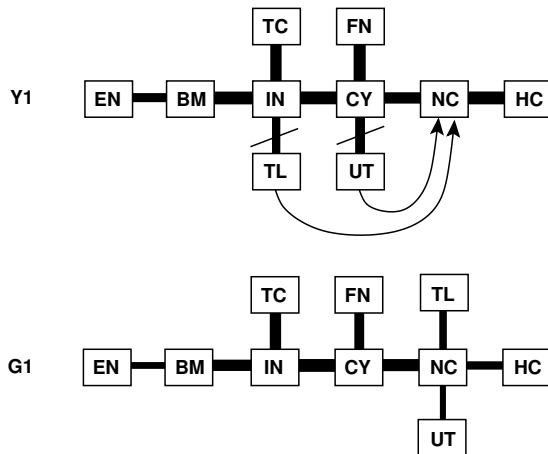 TC FN
Y1 EN BM IN CY NC HC
TL UT
TC FN TL
G1 EN BM IN CY NC HC
UT